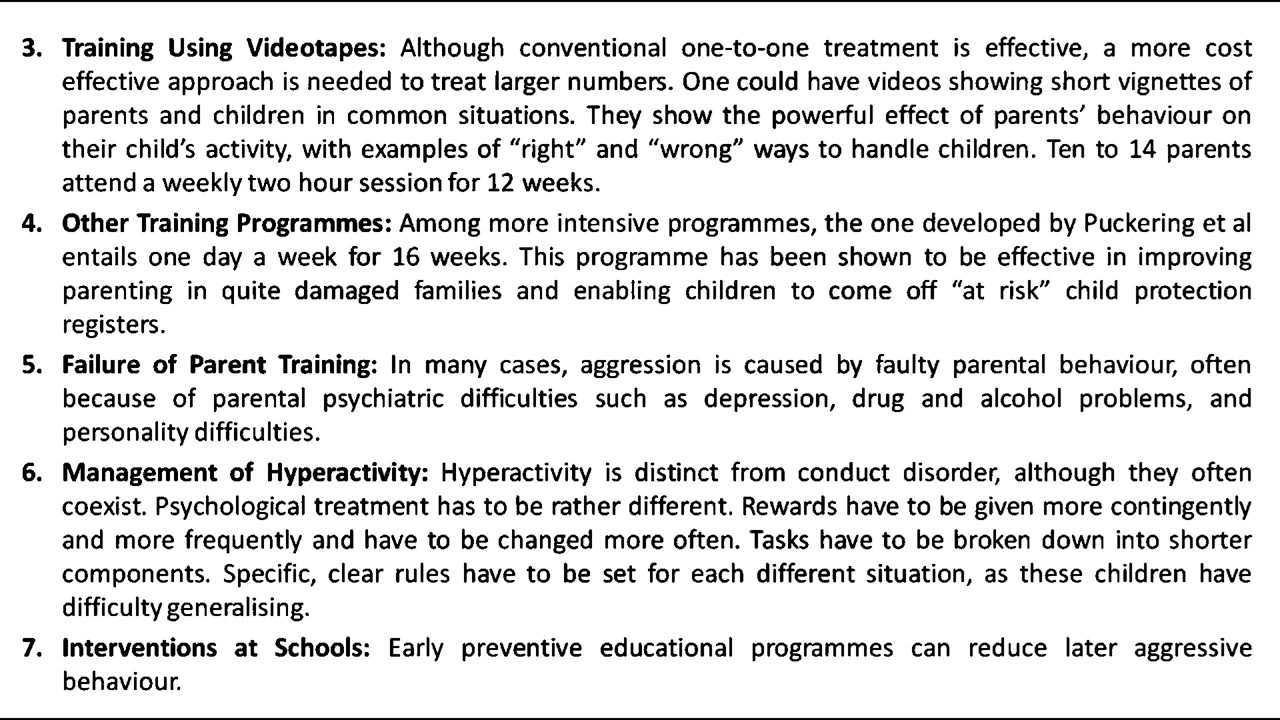 3. Training Using Videotapes: Although conventional one-to-one treatment is effective, a more cost
effective approach is needed to treat larger numbers. One could have videos showing short vignettes of
parents and children in common situations. They show the powerful effect of parents’ behaviour on
their child’s activity, with examples of “right” and “wrong” ways to handle children. Ten to 14 parents
attend a weekly two hour session for 12 weeks.
4. Other Training Programmes: Among more intensive programmes, the one developed by Puckering et al
entails one day a week for 16 weeks. This programme has been shown to be effective in improving
parenting in quite damaged families and enabling children to come off “at risk” child protection
registers.
5. Failure of Parent Training: In many cases, aggression is caused by faulty parental behaviour, often
because of parental psychiatric difficulties such as depression, drug and alcohol problems, and
personality difficulties.
6. Management of Hyperactivity: Hyperactivity is distinct from conduct disorder, although they often
coexist. Psychological treatment has to be rather different. Rewards have to be given more contingently
and more frequently and have to be changed more often. Tasks have to be broken down into shorter
components. Specific, clear rules have to be set for each different situation, as these children have
difficulty generalising.
7. Interventions at Schools: Early preventive educational programmes can reduce later aggressive
behaviour.